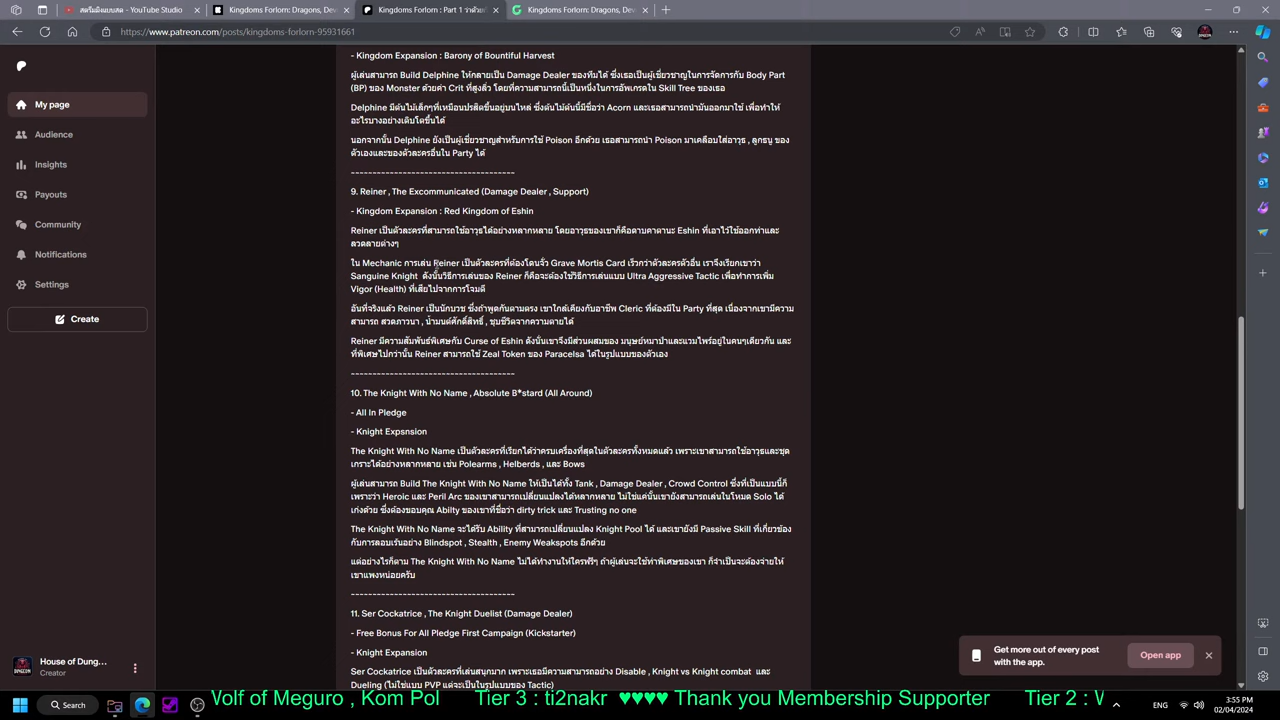 สตรีมมิงแบบสด - YouTube Studio
Kingdoms Forlorn: Dragons, Dev
Kingdoms Forlorn : Part 1 ว่าด้วย
Kingdoms Forlorn: Dragons, Dev
https://www.patreon.com/posts/kingdoms-forlorn-95931661
My page
Audience
Insights
Payouts
Community
Notifications
Settings
Create
- Kingdom Expansion : Barony of Bountiful Harvest
ผู้เล่นสามารถ Build Delphine ให้กลายเป็น Damage Dealer ของทีมได้ ซึ่งเธอเป็นผู้เชี่ยวชาญในการจัดการกับ Body Part
(BP) ของ Monster ด้วยค่า Crit ที่สูงลิ่ว โดยที่ความสามารถนี้เป็นหนึ่งในการอัพเกรดใน Skill Tree ของเธอ
Delphine มีต้นไม้เล็กๆที่เหมือนปรสิตขึ้นอยู่บนไหล่ ซึ่งต้นไม้ต้นนี้มีชื่อว่า Acorn และเธอสามารถนำมันออกมาใช้ เพื่อทำให้
อะไรบางอย่างเติบโตขึ้นได้
นอกจากนั้น Delphine ยังเป็นผู้เชี่ยวชาญสำหรับการใช้ Poison อีกด้วย เธอสามารถนำ Poison มาเคลือบใส่อาวุธ , ลูกธนู ของ
ตัวเองและของตัวละครอื่นใน Party ได้
--------------------------------------
9. Reiner , The Excommunicated (Damage Dealer , Support)
- Kingdom Expansion : Red Kingdom of Eshin
Reiner เป็นตัวละครที่สามารถใช้อาวุธได้อย่างหลากหลาย โดยอาวุธของเขาก็คือดาบคาตานะ Eshin ที่เอาไว้ใช้ออกท่าและ
ลวดลายต่างๆ
ใน Mechanic การเล่น Reiner เป็นตัวละครที่ต้องโดนจั่ว Grave Mortis Card เร็วกว่าตัวละครตัวอื่น เราจึงเรียกเขาว่า
Sanguine Knight ดังนั้นวิธีการเล่นของ Reiner ก็คือจะต้องใช้วิธีการเล่นแบบ Ultra Aggressive Tactic เพื่อทำการเพิ่ม
Vigor (Health) ที่เสียไปจากการโจมตี
อันที่จริงแล้ว Reiner เป็นนักบวช ซึ่งถ้าพูดกันตามตรง เขาใกล้เคียงกับอาชีพ Cleric ที่ต้องมีใน Party ที่สุด เนื่องจากเขามีความ
สามารถ สวดภาวนา , น้ำมนต์ศักดิ์สิทธิ์ , ชุบชีวิตจากความตายได้
Reiner มีความสัมพันธ์พิเศษกับ Curse of Eshin ดังนั้นเขาจึงมีส่วนผสมของ มนุษย์หมาป่าและแวมไพร์อยู่ในคนๆเดียวกัน และ
ที่พิเศษไปกว่านั้น Reiner สามารถใช้ Zeal Token ของ Paracelsa ได้ในรูปแบบของตัวเอง
--------------------------------------
10. The Knight With No Name , Absolute B*stard (All Around)
- All In Pledge
- Knight Expsnsion
The Knight With No Name เป็นตัวละครที่เรียกได้ว่าครบเครื่องที่สุดในตัวละครทั้งหมดแล้ว เพราะเขาสามารถใช้อาวุธและชุด
เกราะได้อย่างหลากหลาย เช่น Polearms , Helberds , และ Bows
ผู้เล่นสามารถ Build The Knight With No Name ให้เป็นได้ทั้ง Tank , Damage Dealer , Crowd Control ซึ่งที่เป็นแบบนี้ก็
เพราะว่า Heroic และ Peril Arc ของเขาสามารถเปลี่ยนแปลงได้หลากหลาย ไม่ใช่แค่นั้นเขายังสามารถเล่นในโหมด Solo ได้
เก่งด้วย ซึ่งต้องขอบคุณ Abilty ของเขาที่ชื่อว่า dirty trick และ Trusting no one
The Knight With No Name จะได้รับ Ability ที่สามารถเปลี่ยนแปลง Knight Pool ได้ และเขายังมี Passive Skill ที่เกี่ยวข้อง
กับการลอบเร้นอย่าง Blindspot , Stealth , Enemy Weakspots อีกด้วย
แต่อย่างไรก็ตาม The Knight With No Name ไม่ได้ทำงานให้ใครฟรีๆ ถ้าผู้เล่นจะใช้ท่าพิเศษของเขา ก็จำเป็นจะต้องจ่ายให้
เขาแพงหน่อยครับ
--------------------------------------
11. Ser Cockatrice , The Knight Duelist (Damage Dealer)
- Free Bonus For All Pledge First Campaign (Kickstarter)
- Knight Expansion
Ser Cockatrice เป็นตัวละครที่เล่นสนุกมาก เพราะเธอมีความสามารถอย่าง Disable , Knight vs Knight combat และ
Dueling (ไม่ใช่แบบ PVP แต่จะเป็นในรูปแบบของ Tactic)
Get more out of every post
with the app.
Open app
House of Dung...
Creator
Wolf of Meguro , Kom Pol Tier 3 : ti2nakr ♥♥♥♥ Thank you Membership Supporter Tier 2 :
Search
ENG
3:55 PM
02/04/2024